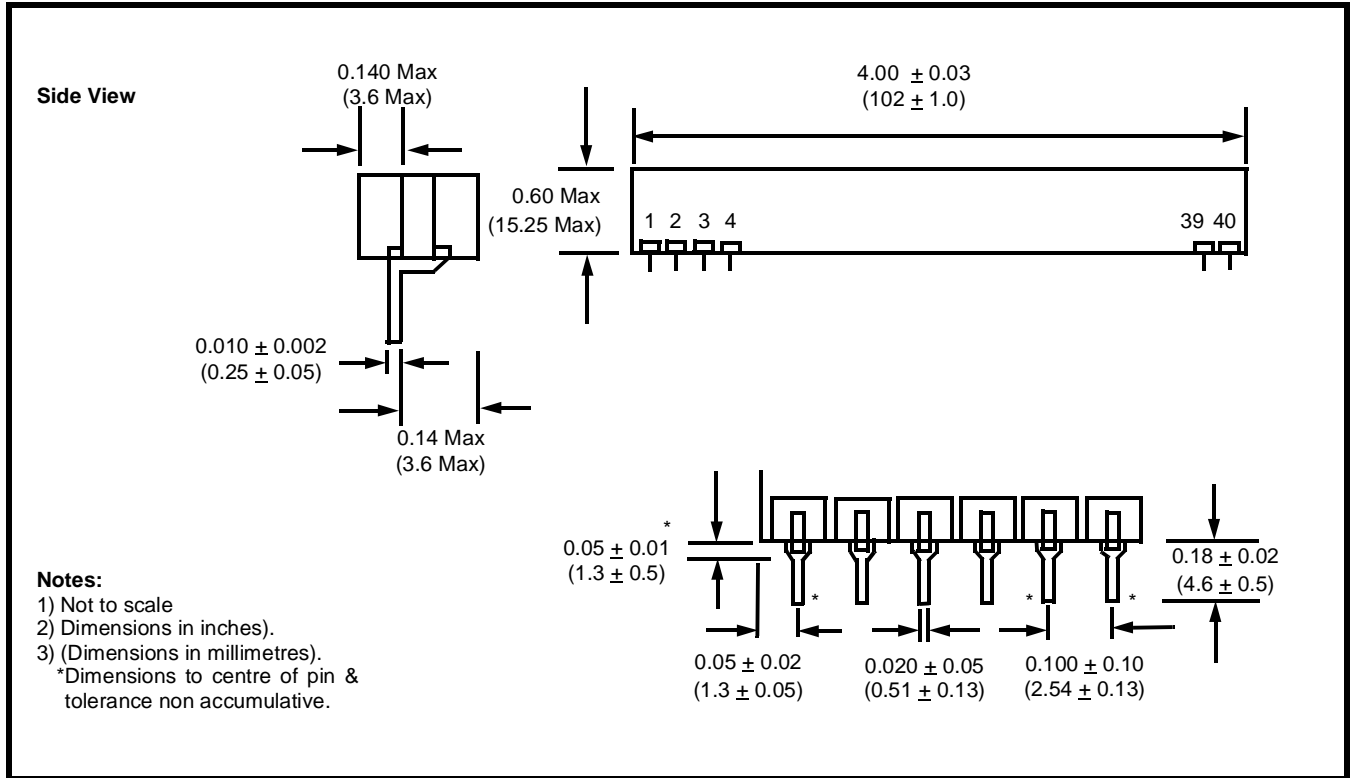 Side View
0.140 Max
(3.6 Max)
4.00 ± 0.03
(102 ± 1.0)
0.60 Max
(15.25 Max)
1 2 3 4
39 40
0.010 ± 0.002
(0.25 ± 0.05)
0.14 Max
(3.6 Max)
*
0.05 ± 0.01
(1.3 ± 0.5)
0.18 ± 0.02
(4.6 ± 0.5)
* * *
0.05 ± 0.02
(1.3 ± 0.05)
0.020 ± 0.05
(0.51 ± 0.13)
0.100 ± 0.10
(2.54 ± 0.13)
Notes:
1) Not to scale
2) Dimensions in inches).
3) (Dimensions in millimetres).
*Dimensions to centre of pin &
tolerance non accumulative.